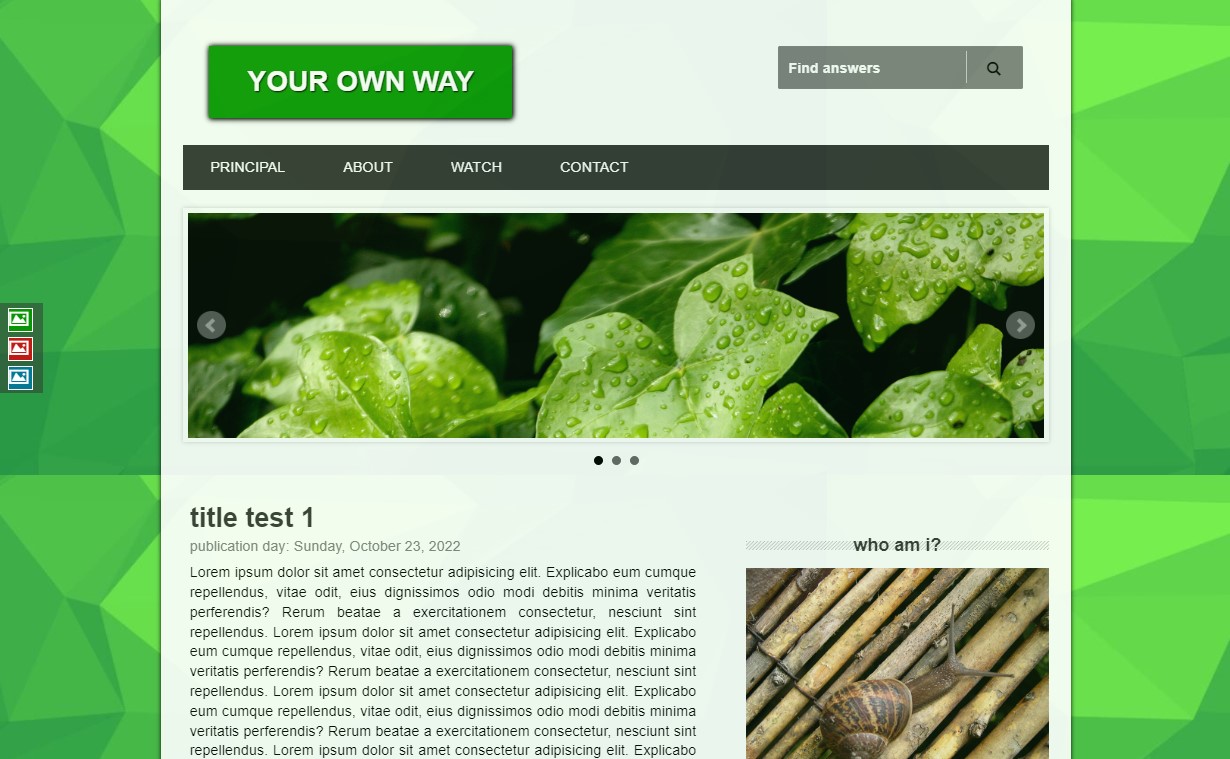 YOUR OWN WAY
Find answers
PRINCIPAL ABOUT WATCH CONTACT
title test 1
publication day: Sunday, October 23, 2022
Lorem ipsum dolor sit amet consectetur adipisicing elit. Explicabo eum cumque
repellendus, vitae odit, eius dignissimos odio modi debitis minima veritatis
perferendis? Rerum beatae a exercitationem consectetur, nesciunt sint
repellendus. Lorem ipsum dolor sit amet consectetur adipisicing elit. Explicabo
eum cumque repellendus, vitae odit, eius dignissimos odio modi debitis minima
veritatis perferendis? Rerum beatae a exercitationem consectetur, nesciunt sint
repellendus. Lorem ipsum dolor sit amet consectetur adipisicing elit. Explicabo
eum cumque repellendus, vitae odit, eius dignissimos odio modi debitis minima
veritatis perferendis? Rerum beatae a exercitationem consectetur, nesciunt sint
repellendus. Lorem ipsum dolor sit amet consectetur adipisicing elit. Explicabo
who am i?